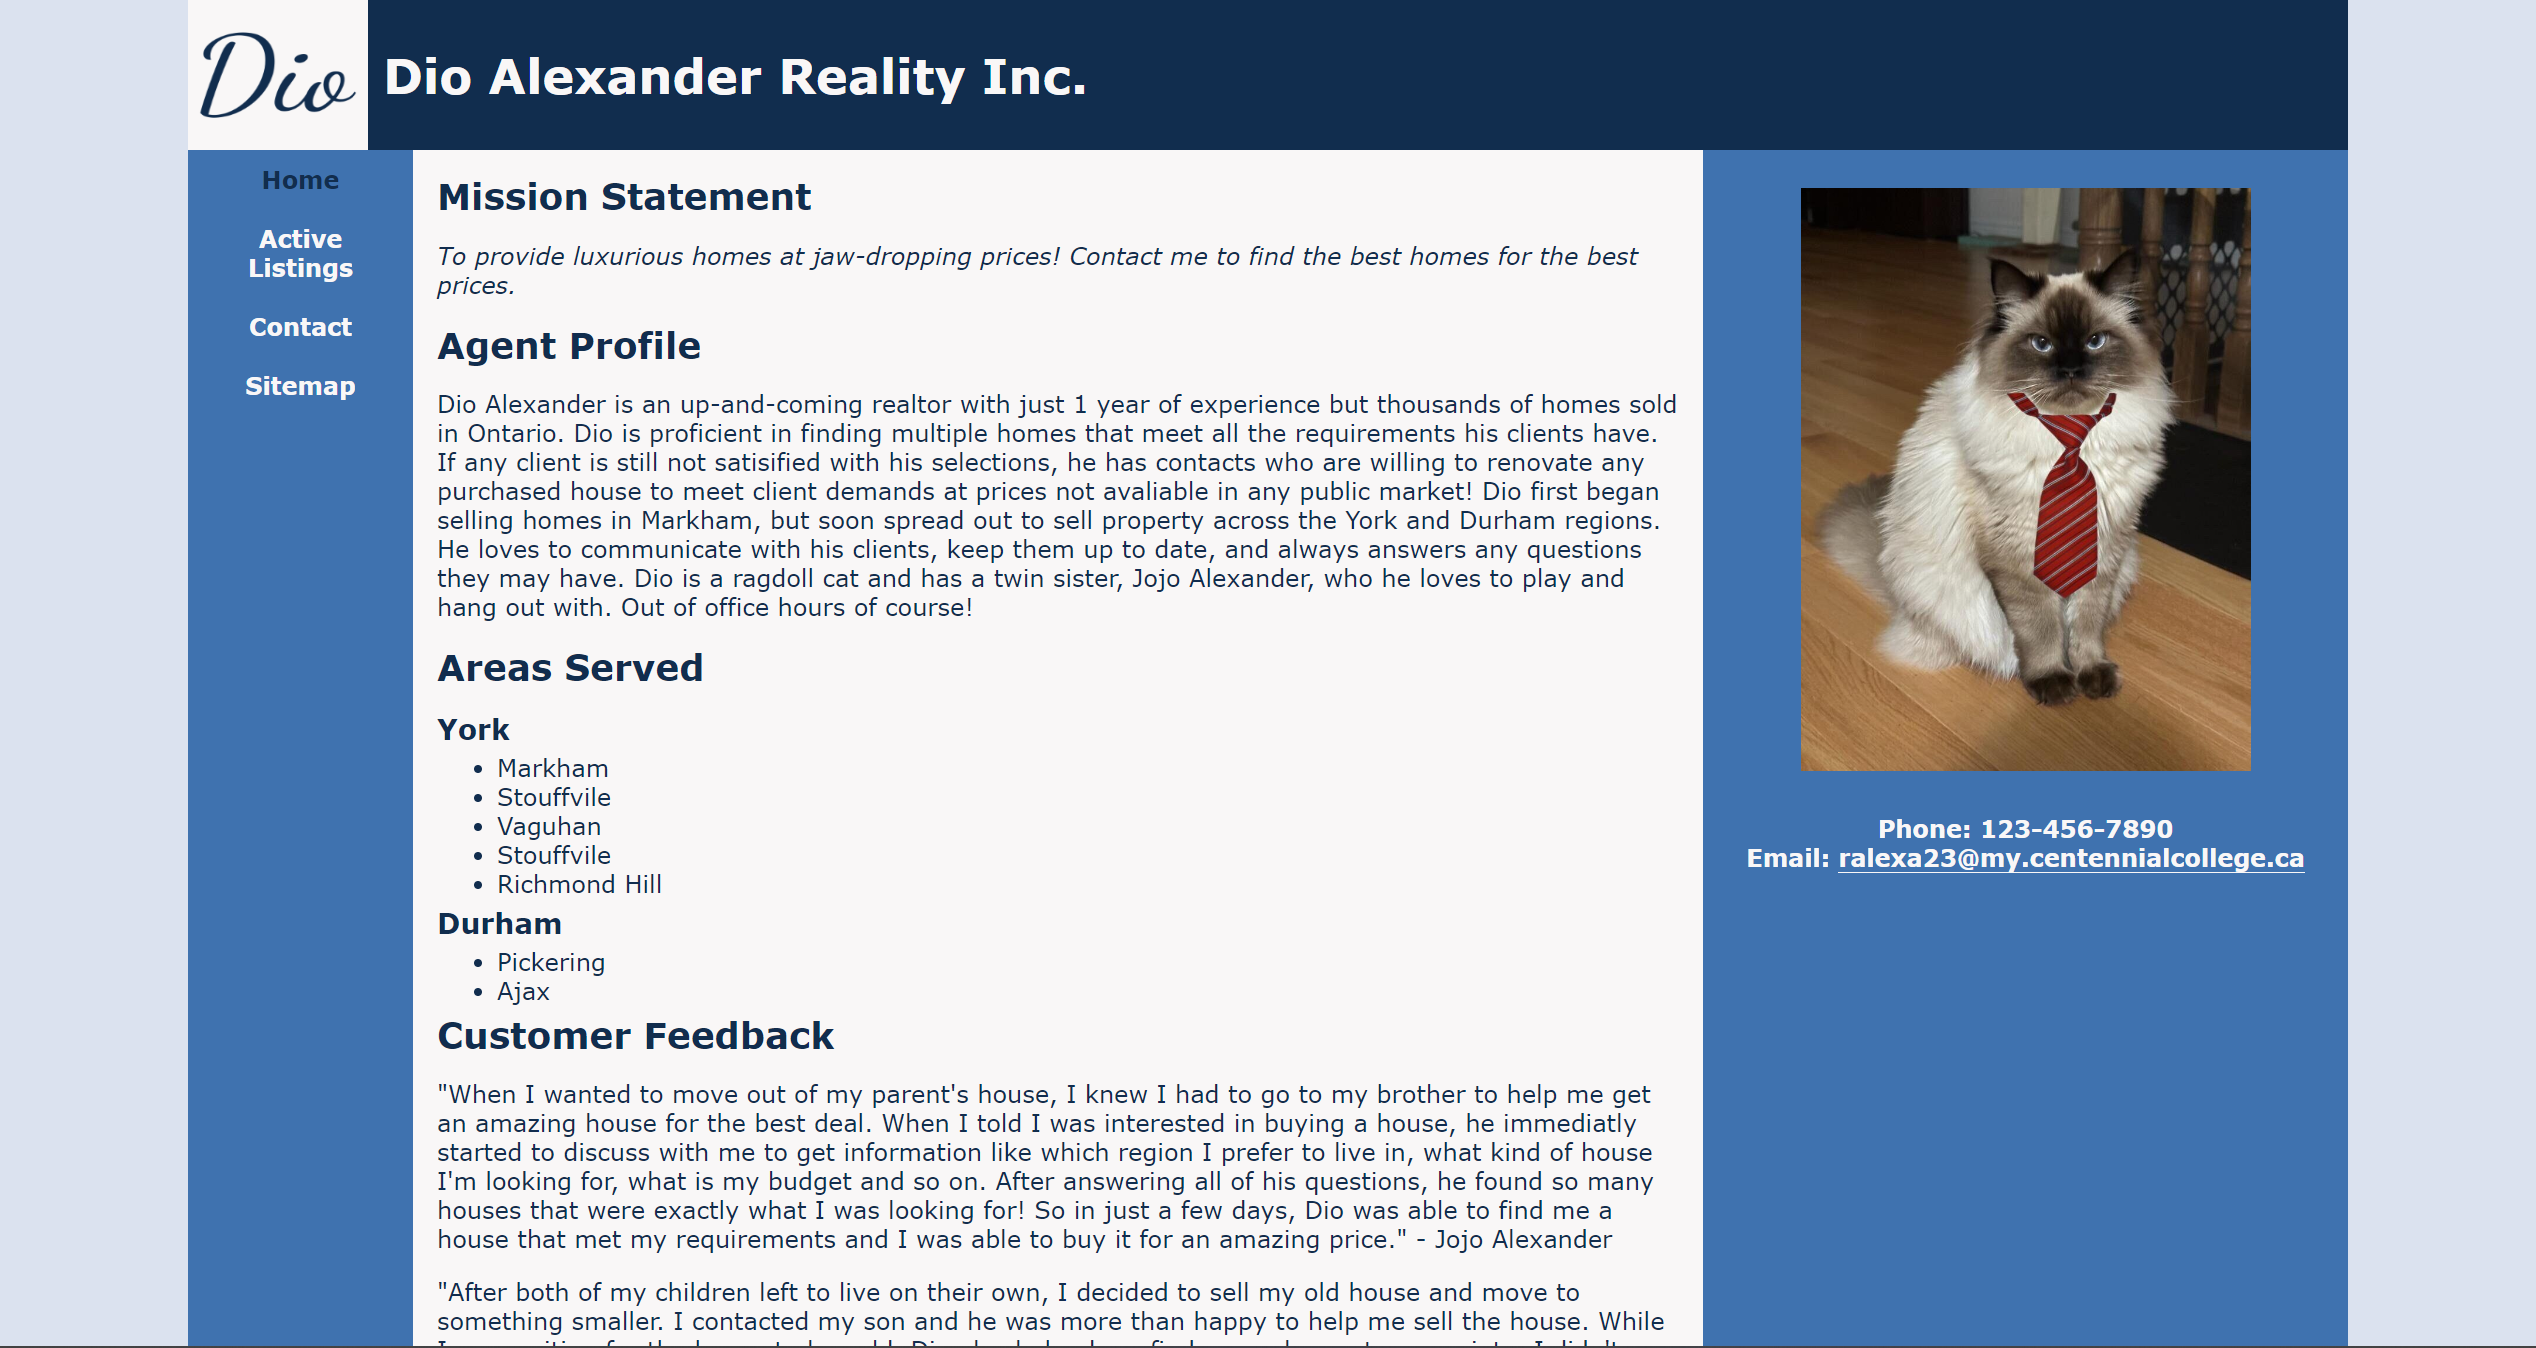 Dio
Dio Alexander Reality Inc.
Home
Active
Listings
Contact
Sitemap
Mission Statement
To provide luxurious homes at jaw-dropping prices! Contact me to find the best homes for the best
prices.
Agent Profile
Dio Alexander is an up-and-coming realtor with just 1 year of experience but thousands of homes sold
in Ontario. Dio is proficient in finding multiple homes that meet all the requirements his clients have.
If any client is still not satisified with his selections, he has contacts who are willing to renovate any
purchased house to meet client demands at prices not avaliable in any public market! Dio first began
selling homes in Markham, but soon spread out to sell property across the York and Durham regions.
He loves to communicate with his clients, keep them up to date, and always answers any questions
they may have. Dio is a ragdoll cat and has a twin sister, Jojo Alexander, who he loves to play and
hang out with. Out of office hours of course!
Areas Served
York
• Markham
• Stouffvile
• Vaguhan
• Stouffvile
• Richmond Hill
Durham
• Pickering
• Ajax
Customer Feedback
"When I wanted to move out of my parent's house, I knew I had to go to my brother to help me get
an amazing house for the best deal. When I told I was interested in buying a house, he immediatly
started to discuss with me to get information like which region I prefer to live in, what kind of house
I'm looking for, what is my budget and so on. After answering all of his questions, he found so many
houses that were exactly what I was looking for! So in just a few days, Dio was able to find me a
house that met my requirements and I was able to buy it for an amazing price." - Jojo Alexander
"After both of my children left to live on their own, I decided to sell my old house and move to
something smaller. I contacted my son and he was more than happy to help me sell the house. While
Phone: 123-456-7890
Email: ralexa23@my.centennialcollege.ca